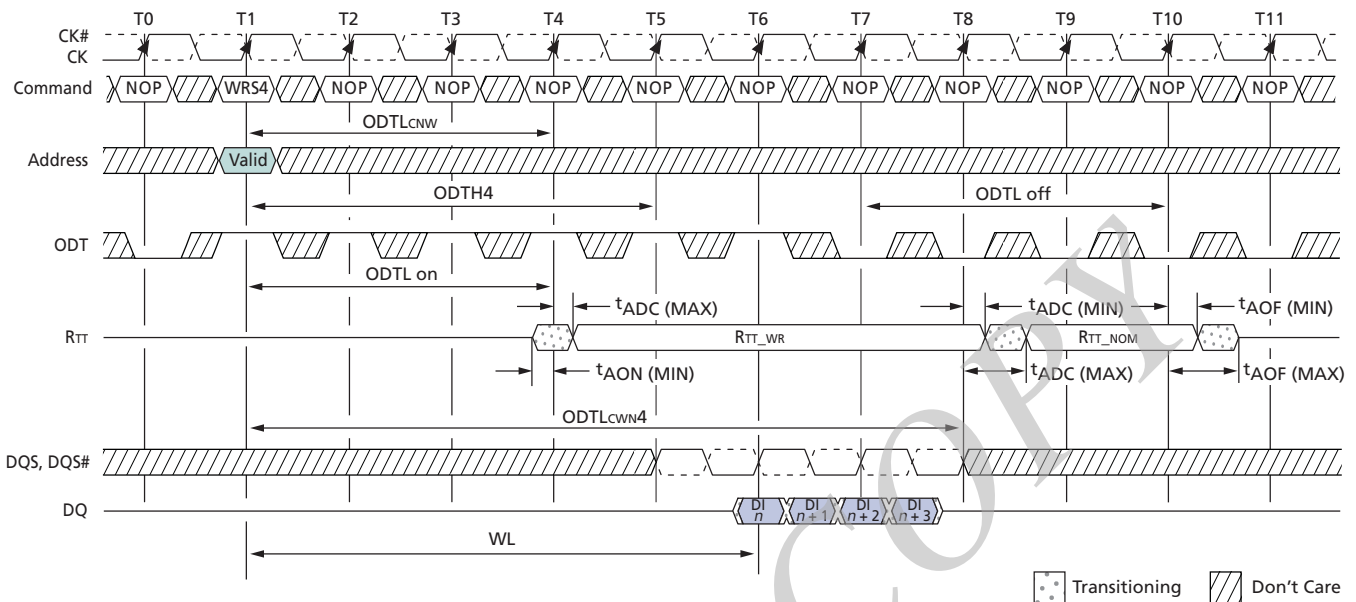 T0 T1 T2 T3 T4 T5 T6 T7 T8 T9 T10 T11
CK#
CK
Command NOP WRS4 NOP NOP NOP NOP NOP NOP NOP NOP NOP NOP
ODTLCNW
Address Valid
ODTH4 ODTL off
ODT
ODTL on
tADC (MAX) tADC (MIN) tAOF (MIN)
RTT RTT_WR RTT_NOM
tAON (MIN) tADC (MAX) tAOF (MAX)
ODTLCWN4
DQS, DQS#
DQ DI n DI n + 1 DI n + 2 DI n + 3
WL
COPY
Transitioning Don't Care